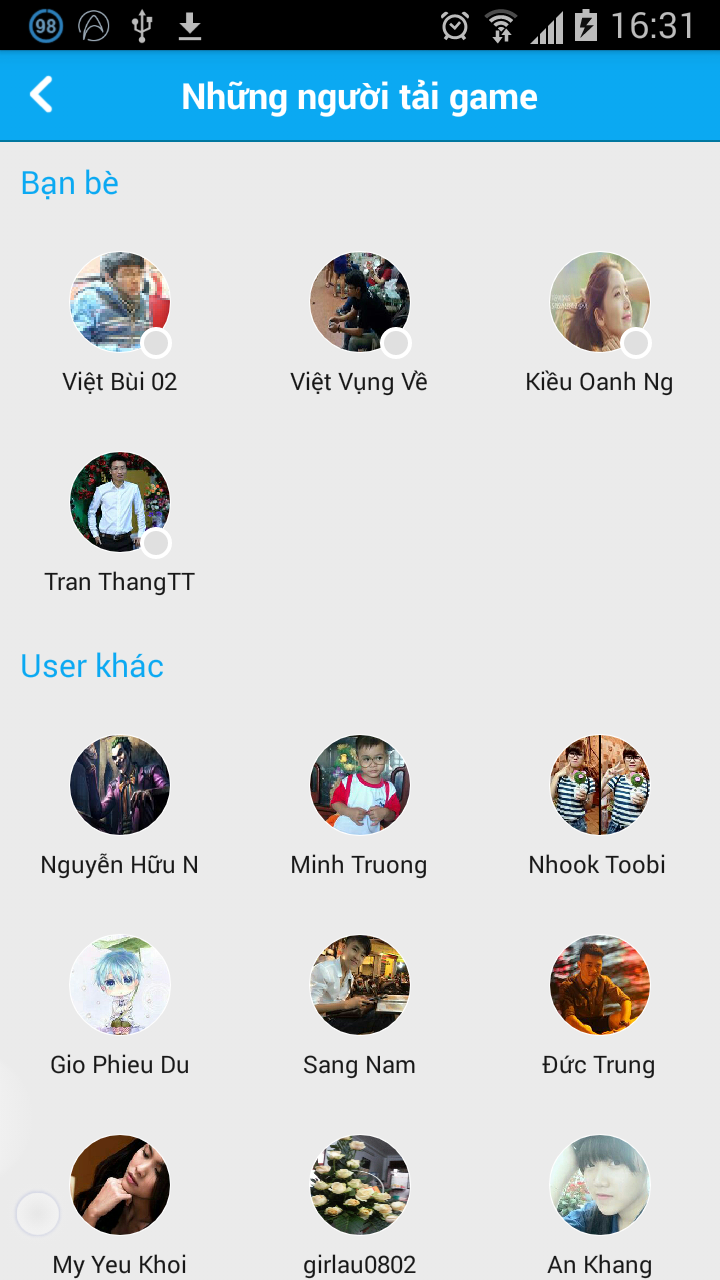 98
16:31
Những người tải game
Bạn bè
Việt Bùi 02
Việt Vụng Về
Kiều Oanh Ng
Tran ThangTT
User khác
Nguyễn Hữu N
Minh Truong
Nhook Toobi
Gio Phieu Du
Sang Nam
Đức Trung
My Yeu Khoi
girlau0802
An Khang